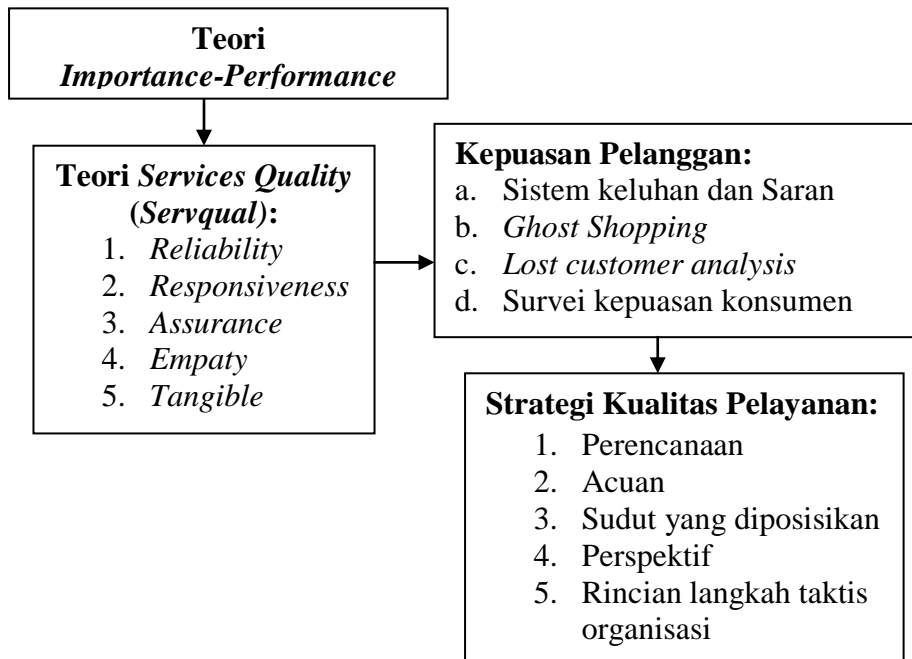 Teori
Importance-Performance
Teori Services Quality
(Servqual):
1. Reliability
2. Responsiveness
3. Assurance
4. Empaty
5. Tangible
Kepuasan Pelanggan:
a. Sistem keluhan dan Saran
b. Ghost Shopping
c. Lost customer analysis
d. Survei kepuasan konsumen
Strategi Kualitas Pelayanan:
1. Perencanaan
2. Acuan
3. Sudut yang diposisikan
4. Perspektif
5. Rincian langkah taktis
organisasi